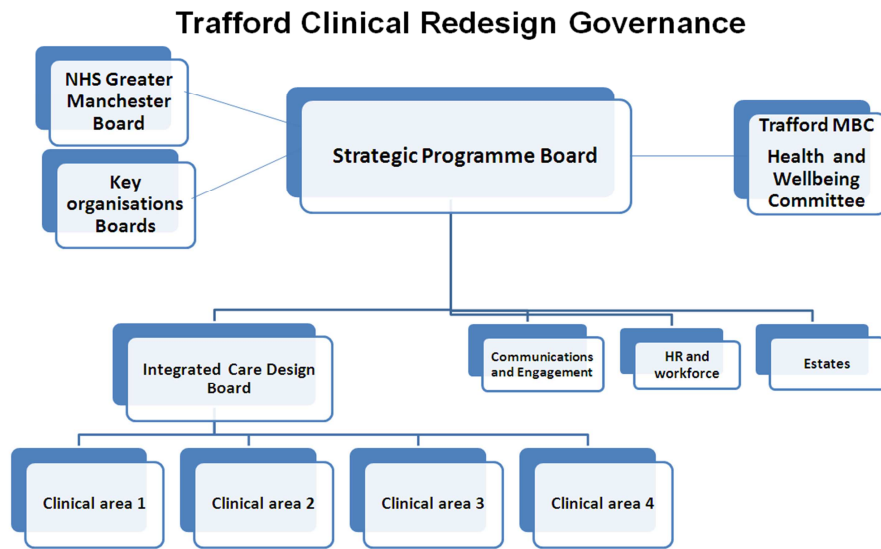 Trafford Clinical Redesign Governance
NHS Greater
Manchester
Board
Key
organisations
Boards
Strategic Programme Board
Trafford MBC
Health and
Wellbeing
Committee
Integrated Care Design
Board
Communications
and Engagement
HR and
workforce
Estates
Clinical area 1
Clinical area 2
Clinical area 3
Clinical area 4